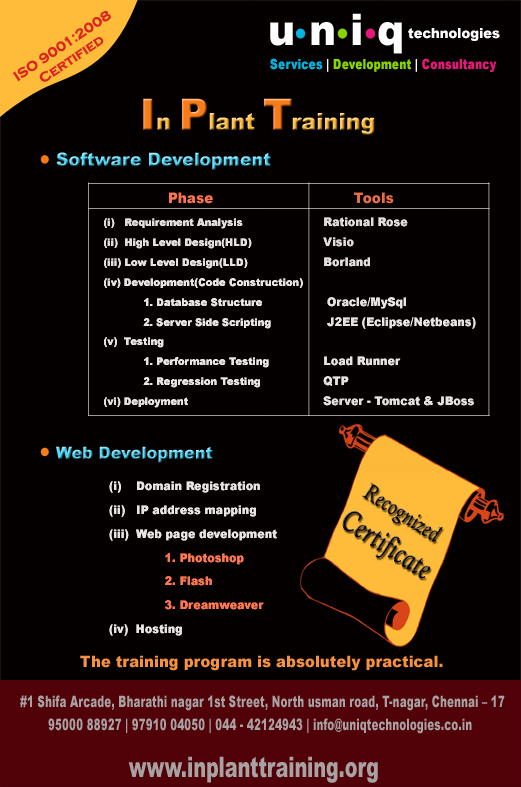 ISO 9001:2008
CERTIFIED
u·n·i·q technologies
Services | Development | Consultancy
In Plant Training
• Software Development
Phase Tools
(i) Requirement Analysis Rational Rose
(ii) High Level Design(HLD) Visio
(iii) Low Level Design(LLD) Borland
(iv) Development(Code Construction)
1. Database Structure Oracle/MySql
2. Server Side Scripting J2EE (Eclipse/Netbeans)
(v) Testing
1. Performance Testing Load Runner
2. Regression Testing QTP
(vi) Deployment Server - Tomcat & JBoss
• Web Development
(i) Domain Registration
(ii) IP address mapping
(iii) Web page development
1. Photoshop
2. Flash
3. Dreamweaver
(iv) Hosting
Recognized
Certificate
The training program is absolutely practical.
#1 Shifa Arcade, Bharathi nagar 1st Street, North usman road, T-nagar, Chennai – 17
95000 88927 | 97910 04050 | 044 - 42124943 | info@uniqtechnologies.co.in
www.inplanttraining.org